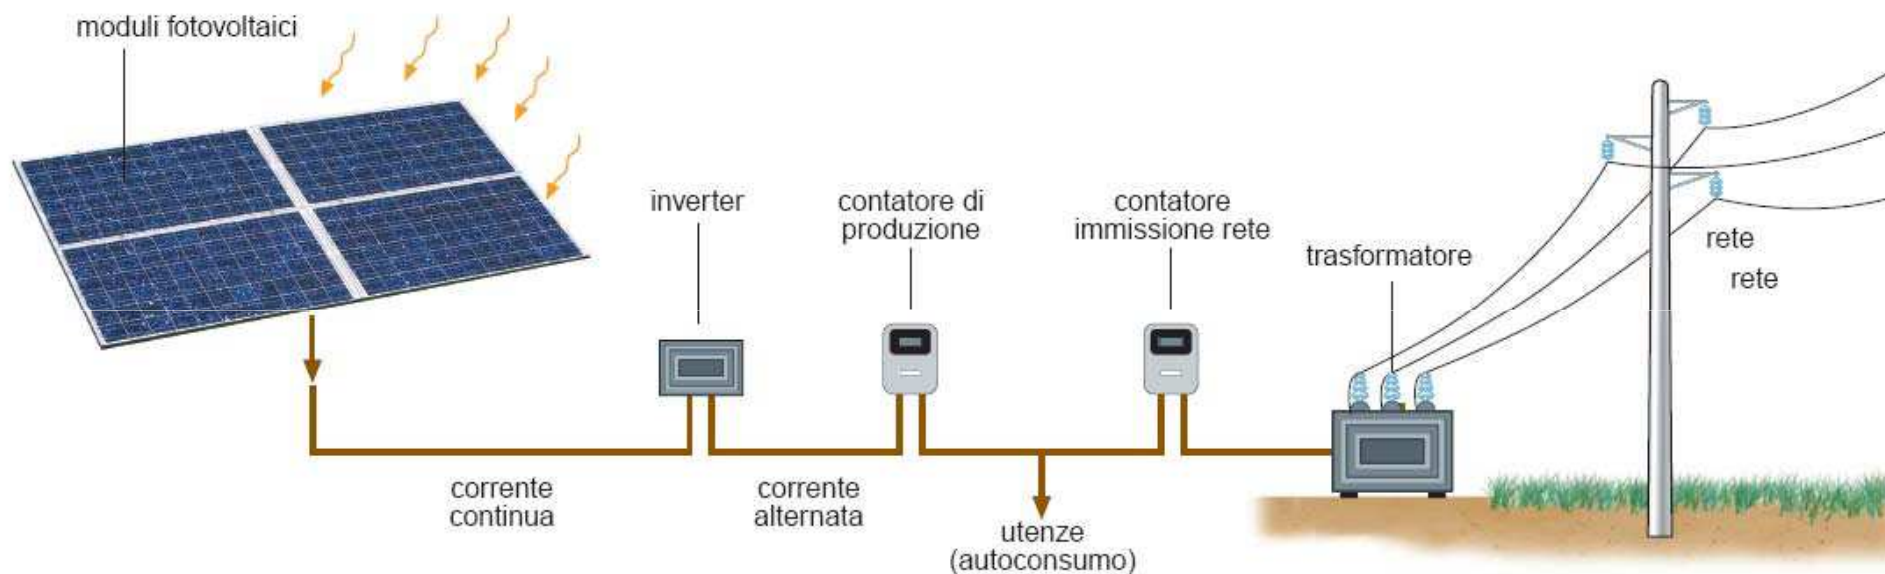 moduli fotovoltaici
inverter
contatore di
produzione
contatore
immissione rete
trasformatore
rete
rete
corrente
continua
corrente
alternata
utenze
(autoconsumo)